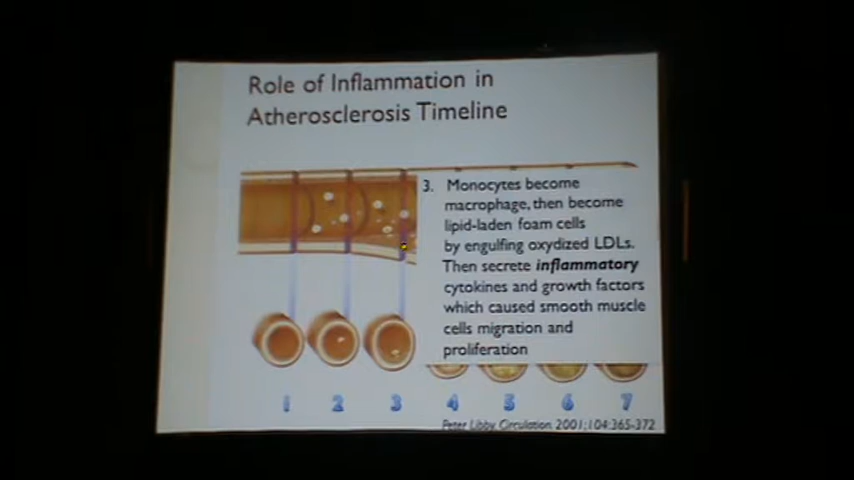 Role of Inflammation in
Atherosclerosis Timeline
3. Monocytes become
macrophage, then become
lipid-laden foam cells
by engulfing oxydized LDLs.
Then secrete inflammatory
cytokines and growth factors
which caused smooth muscle
cells migration and
proliferation
1 2 3 4 5 6 7
Peter Libby. Circulation 2001;104:365-372